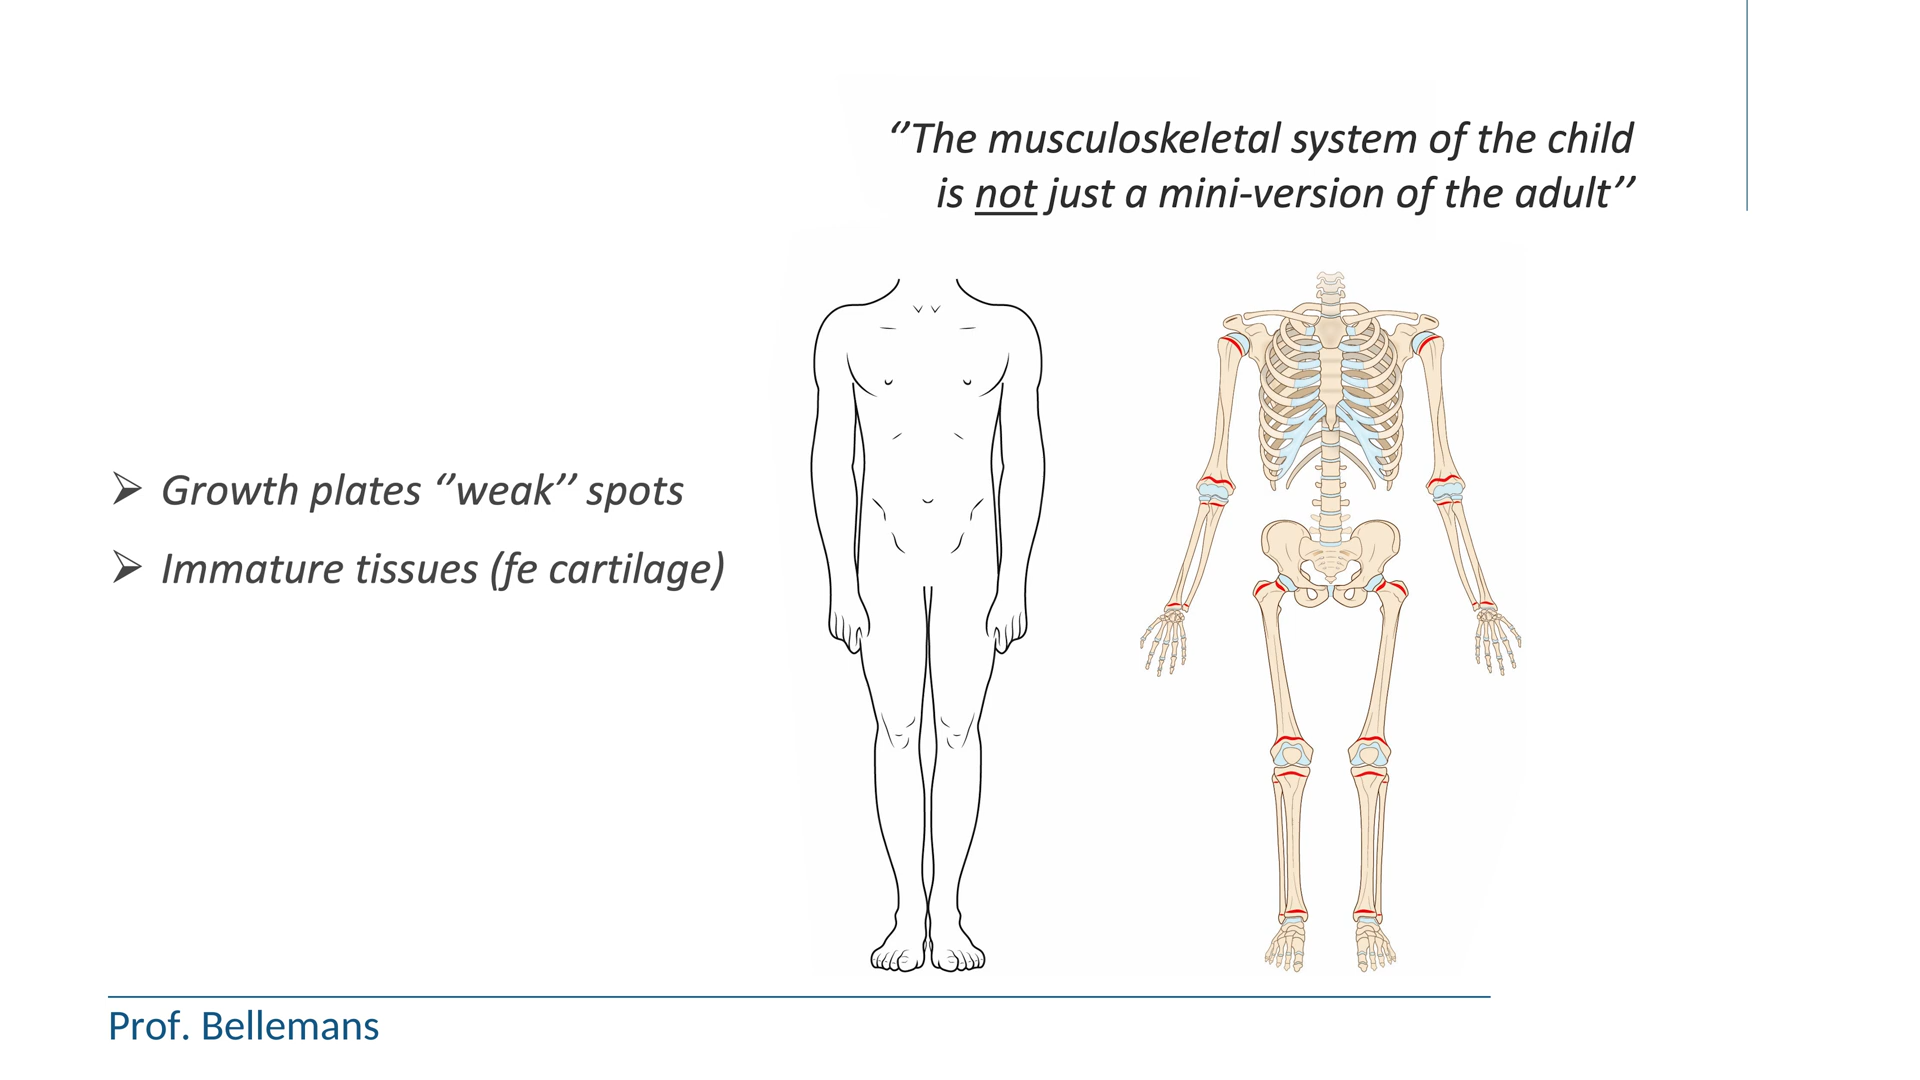 ‘’The musculoskeletal system of the child
is not just a mini-version of the adult’’
➢ Growth plates ‘’weak’’ spots
➢ Immature tissues (fe cartilage)
Prof. Bellemans